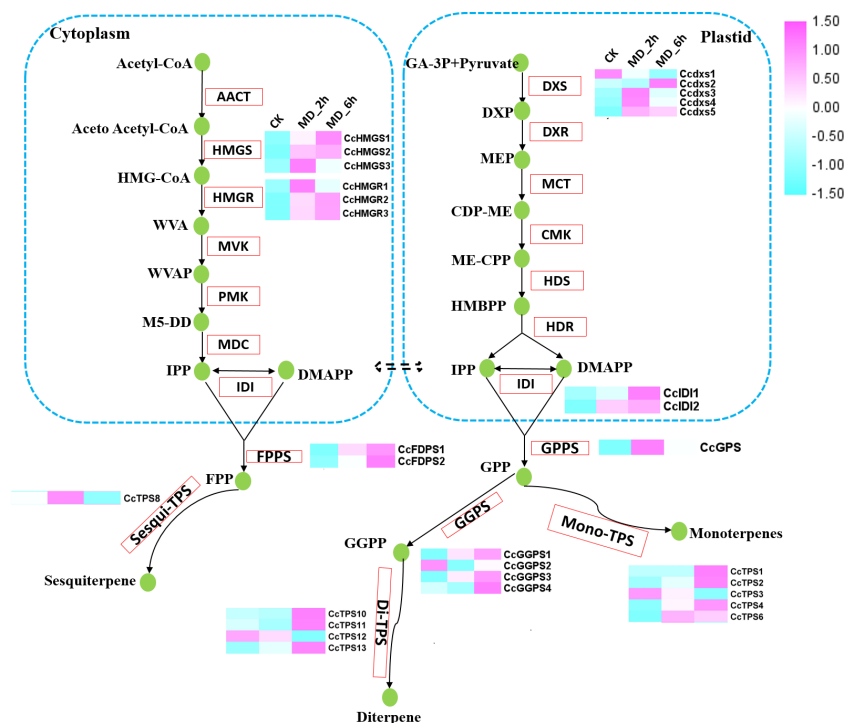 Cytoplasm
Acetyl-CoA
AACT
Aceto Acetyl-CoA
HMGS
HMG-CoA
HMGR
WVA
MVK
WVAP
PMK
M5-DD
MDC
IPP
IDI
DMAPP
CK MD_2h MD_6h
CcHMGS1
CcHMGS2
CcHMGS3
CcHMGR1
CcHMGR2
CcHMGR3
Plastid
GA-3P+Pyruvate
DXS
DXP
DXR
MEP
MCT
CDP-ME
CMK
ME-CPP
HDS
HMBPP
HDR
IPP
IDI
DMAPP
CK MD_2h MD_6h
Ccdxs1
Ccdxs2
Ccdxs3
Ccdxs4
Ccdxs5
1.50
1.00
0.50
0.00
-0.50
-1.00
-1.50
CcIDI1
CcIDI2
FPPS
CcFDPS1
CcFDPS2
FPP
CcTPS8
Sesqui-TPS
Sesquiterpene
GPPS
CcGPS
GPP
GGPS
Mono-TPS
Monoterpenes
GGPP
CcGGPS1
CcGGPS2
CcGGPS3
CcGGPS4
CcTPS1
CcTPS2
CcTPS3
CcTPS4
CcTPS6
Di-TPS
CcTPS10
CcTPS11
CcTPS12
CcTPS13
Diterpene